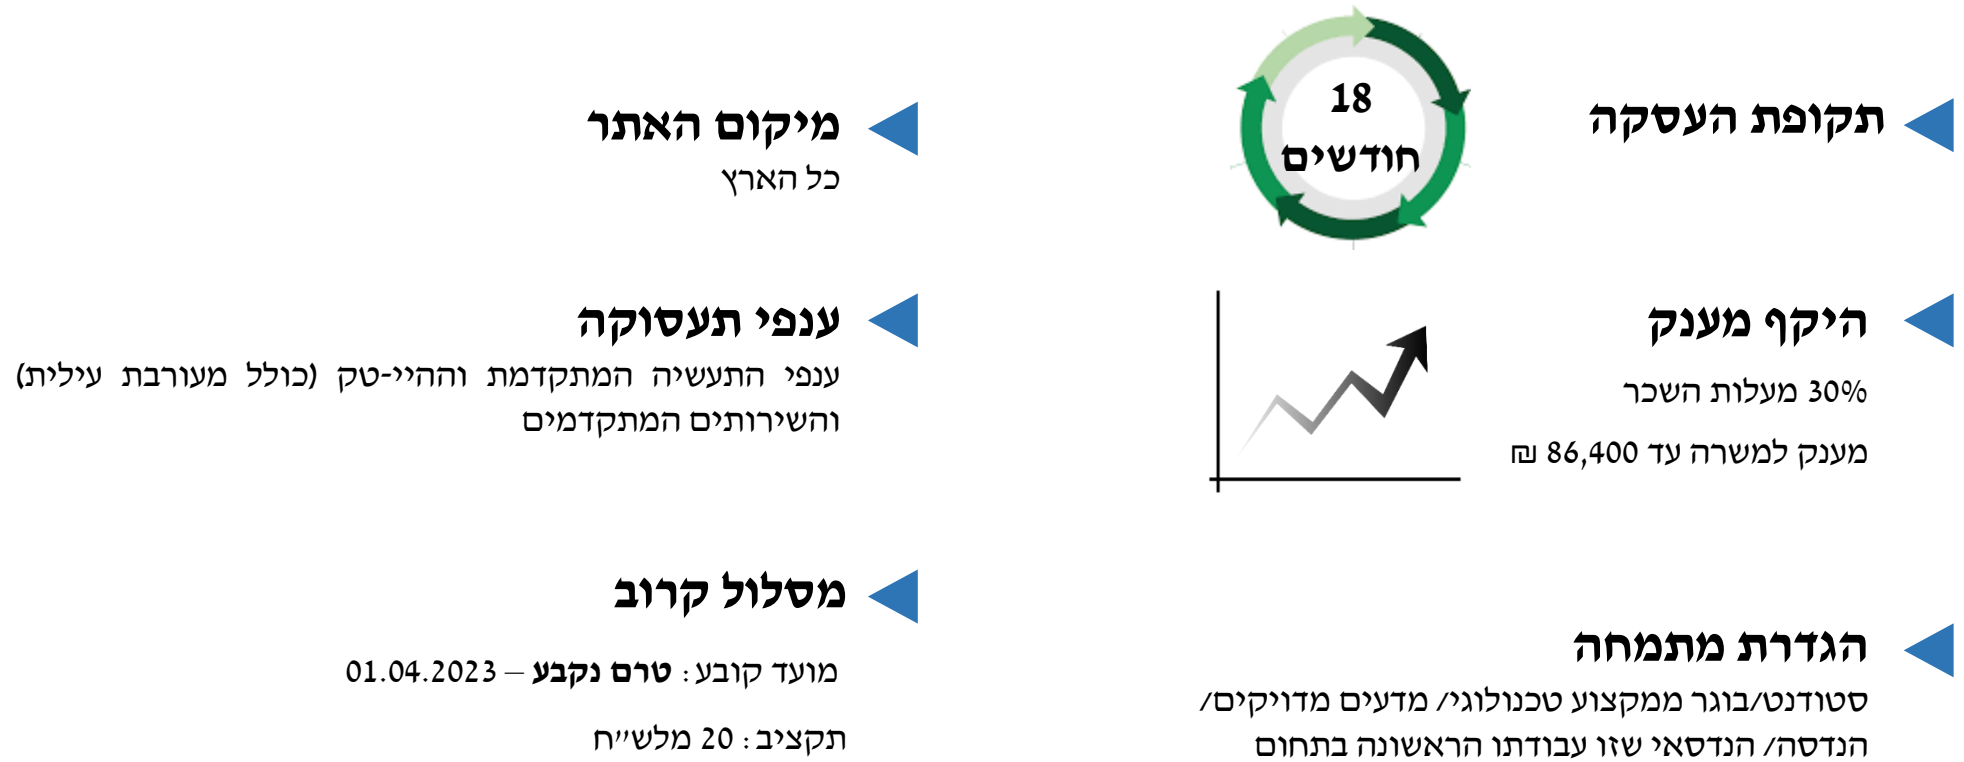 תקופת העסקה
18
חודשים
היקף מענק
30% מעלות השכר
מענק למשרה עד 86,400 ₪
הגדרת מתמחה
סטודנט/בוגר ממקצוע טכנולוגי/ מדעים מדויקים/
הנדסה/ הנדסאי שזו עבודתו הראשונה בתחום
מיקום האתר
כל הארץ
ענפי תעסוקה
ענפי התעשיה המתקדמת וההיי-טק (כולל מעורבת עילית)
והשירותים המתקדמים
מסלול קרוב
מועד קובע: טרם נקבע – 01.04.2023
תקציב: 20 מלש״ח